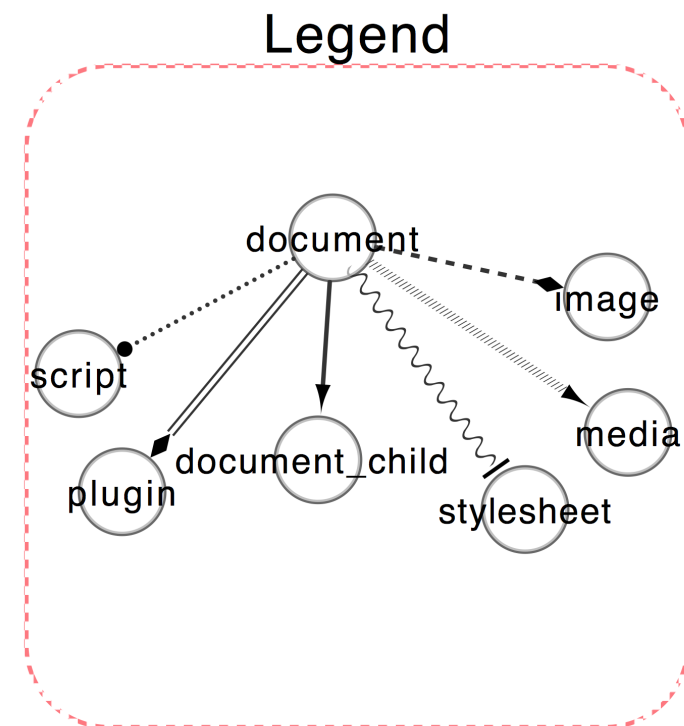 Legend
document
image
script
media
document_child
plugin
stylesheet